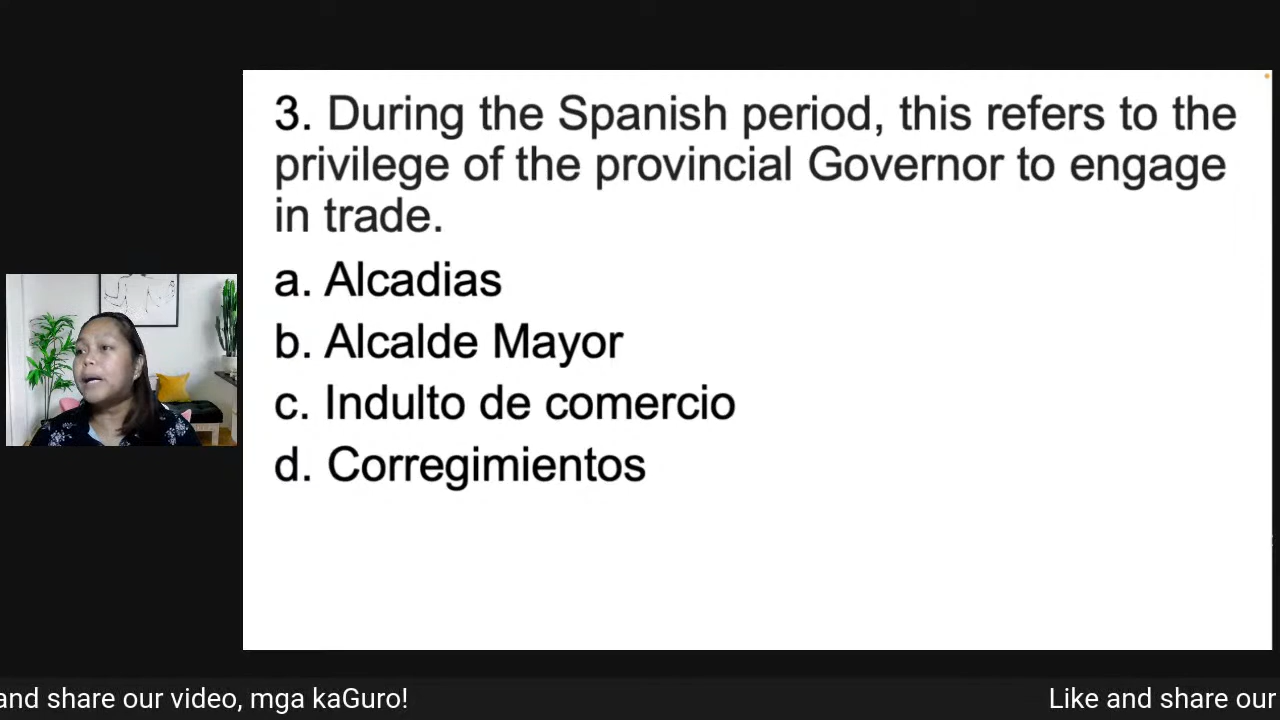 3. During the Spanish period, this refers to the
privilege of the provincial Governor to engage
in trade.
a. Alcadias
b. Alcalde Mayor
c. Indulto de comercio
d. Corregimientos
and share our video, mga kaGuro!
Like and share our